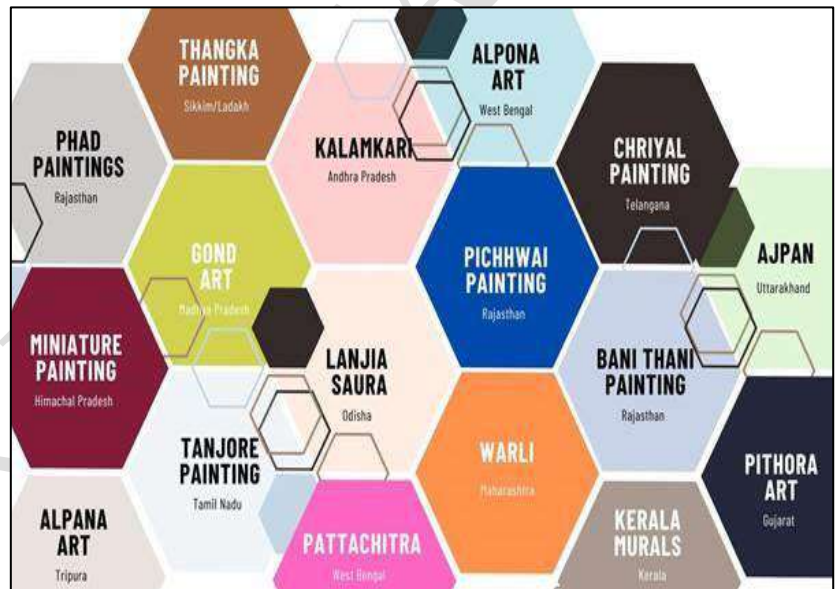 THANGKA
PAINTING
Sikkim/Ladakh
ALPONA
ART
West Bengal
PHAD
PAINTINGS
Rajasthan
KALAMKARI
Andhra Pradesh
CHRIYAL
PAINTING
Telangana
GOND
ART
Madhya Pradesh
PICHHWAI
PAINTING
Rajasthan
AJPAN
Uttarakhand
MINIATURE
PAINTING
Himachal Pradesh
LANJIA
SAURA
Odisha
BANI THANI
PAINTING
Rajasthan
TANJORE
PAINTING
Tamil Nadu
WARLI
Maharashtra
PITHORA
ART
Gujarat
ALPANA
ART
Tripura
PATTACHITRA
West Bengal
KERALA
MURALS
Kerala